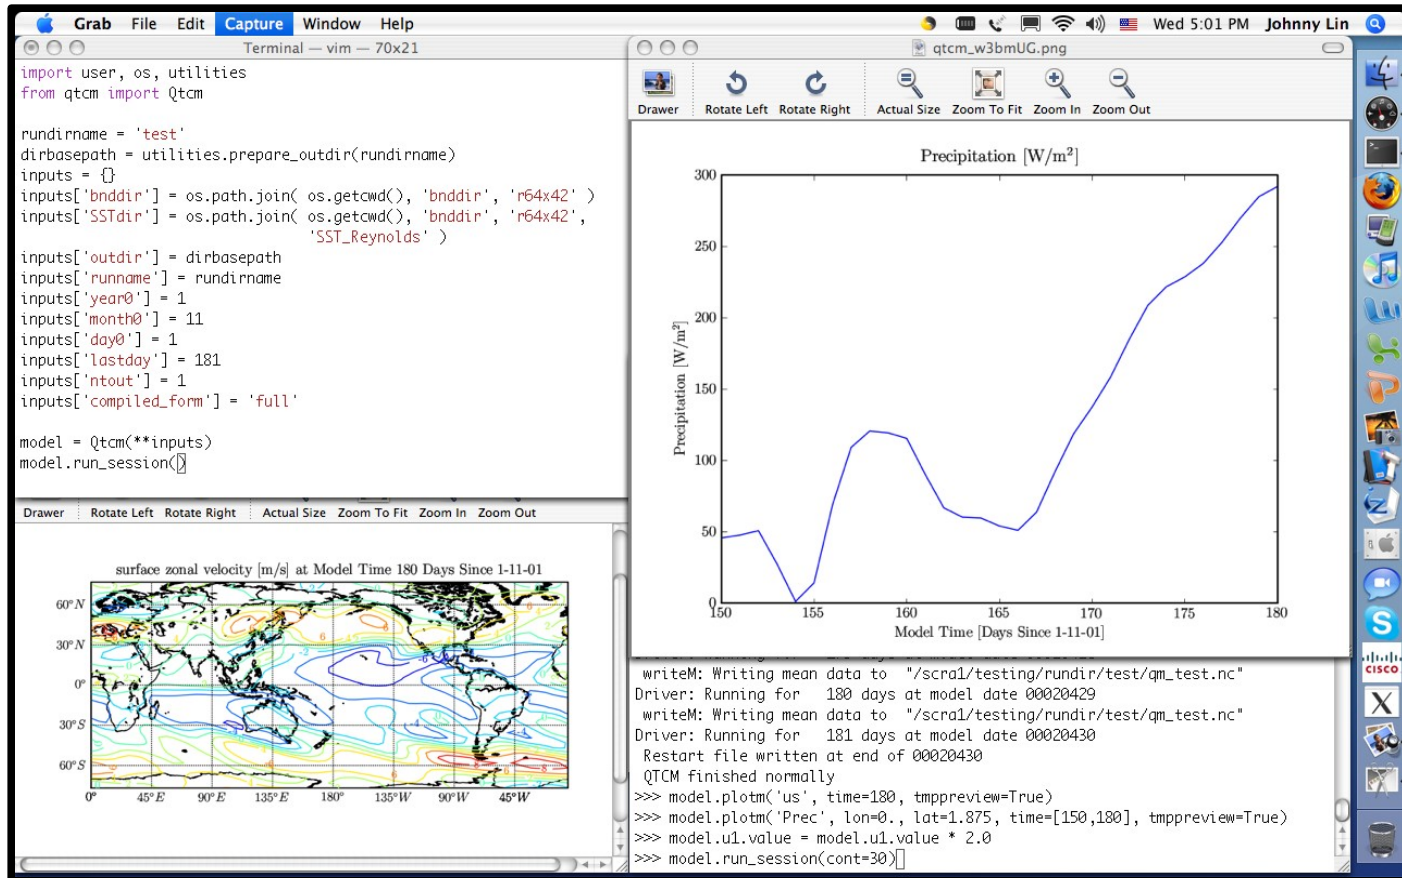 Grab File Edit Capture Window Help Wed 5:01 PM Johnny Lin
Terminal — vim — 70x21
import user, os, utilities
from qtcm import Qtcm
rundirname = 'test'
dirbasepath = utilities.prepare_outdir(rundirname)
inputs = {}
inputs['bnddir'] = os.path.join( os.getcwd(), 'bnddir', 'r64x42' )
inputs['SSTdir'] = os.path.join( os.getcwd(), 'bnddir', 'r64x42',
'SST_Reynolds' )
inputs['outdir'] = dirbasepath
inputs['runname'] = rundirname
inputs['year0'] = 1
inputs['month0'] = 11
inputs['day0'] = 1
inputs['lastday'] = 181
inputs['ntout'] = 1
inputs['compiled_form'] = 'full'
model = Qtcm(**inputs)
model.run_session()
qtcm_w3bmUG.png
Drawer Rotate Left Rotate Right Actual Size Zoom To Fit Zoom In Zoom Out
Precipitation [W/m²]
300
250
200
150
100
50
0
Precipitation [W/m²]
150 155 160 165 170 175 180
Model Time [Days Since 1-11-01]
Drawer Rotate Left Rotate Right Actual Size Zoom To Fit Zoom In Zoom Out
surface zonal velocity [m/s] at Model Time 180 Days Since 1-11-01
60°N
30°N
0°
30°S
60°S
0° 45°E 90°E 135°E 180° 135°W 90°W 45°W
writeM: Writing mean data to "/scra1/testing/rundir/test/qm_test.nc"
Driver: Running for 180 days at model date 00020429
writeM: Writing mean data to "/scra1/testing/rundir/test/qm_test.nc"
Driver: Running for 181 days at model date 00020430
Restart file written at end of 00020430
QTCM finished normally
>>> model.plotm('us', time=180, tmppreview=True)
>>> model.plotm('Prec', lon=0., lat=1.875, time=[150,180], tmppreview=True)
>>> model.u1.value = model.u1.value * 2.0
>>> model.run_session(cont=30)
CISCO